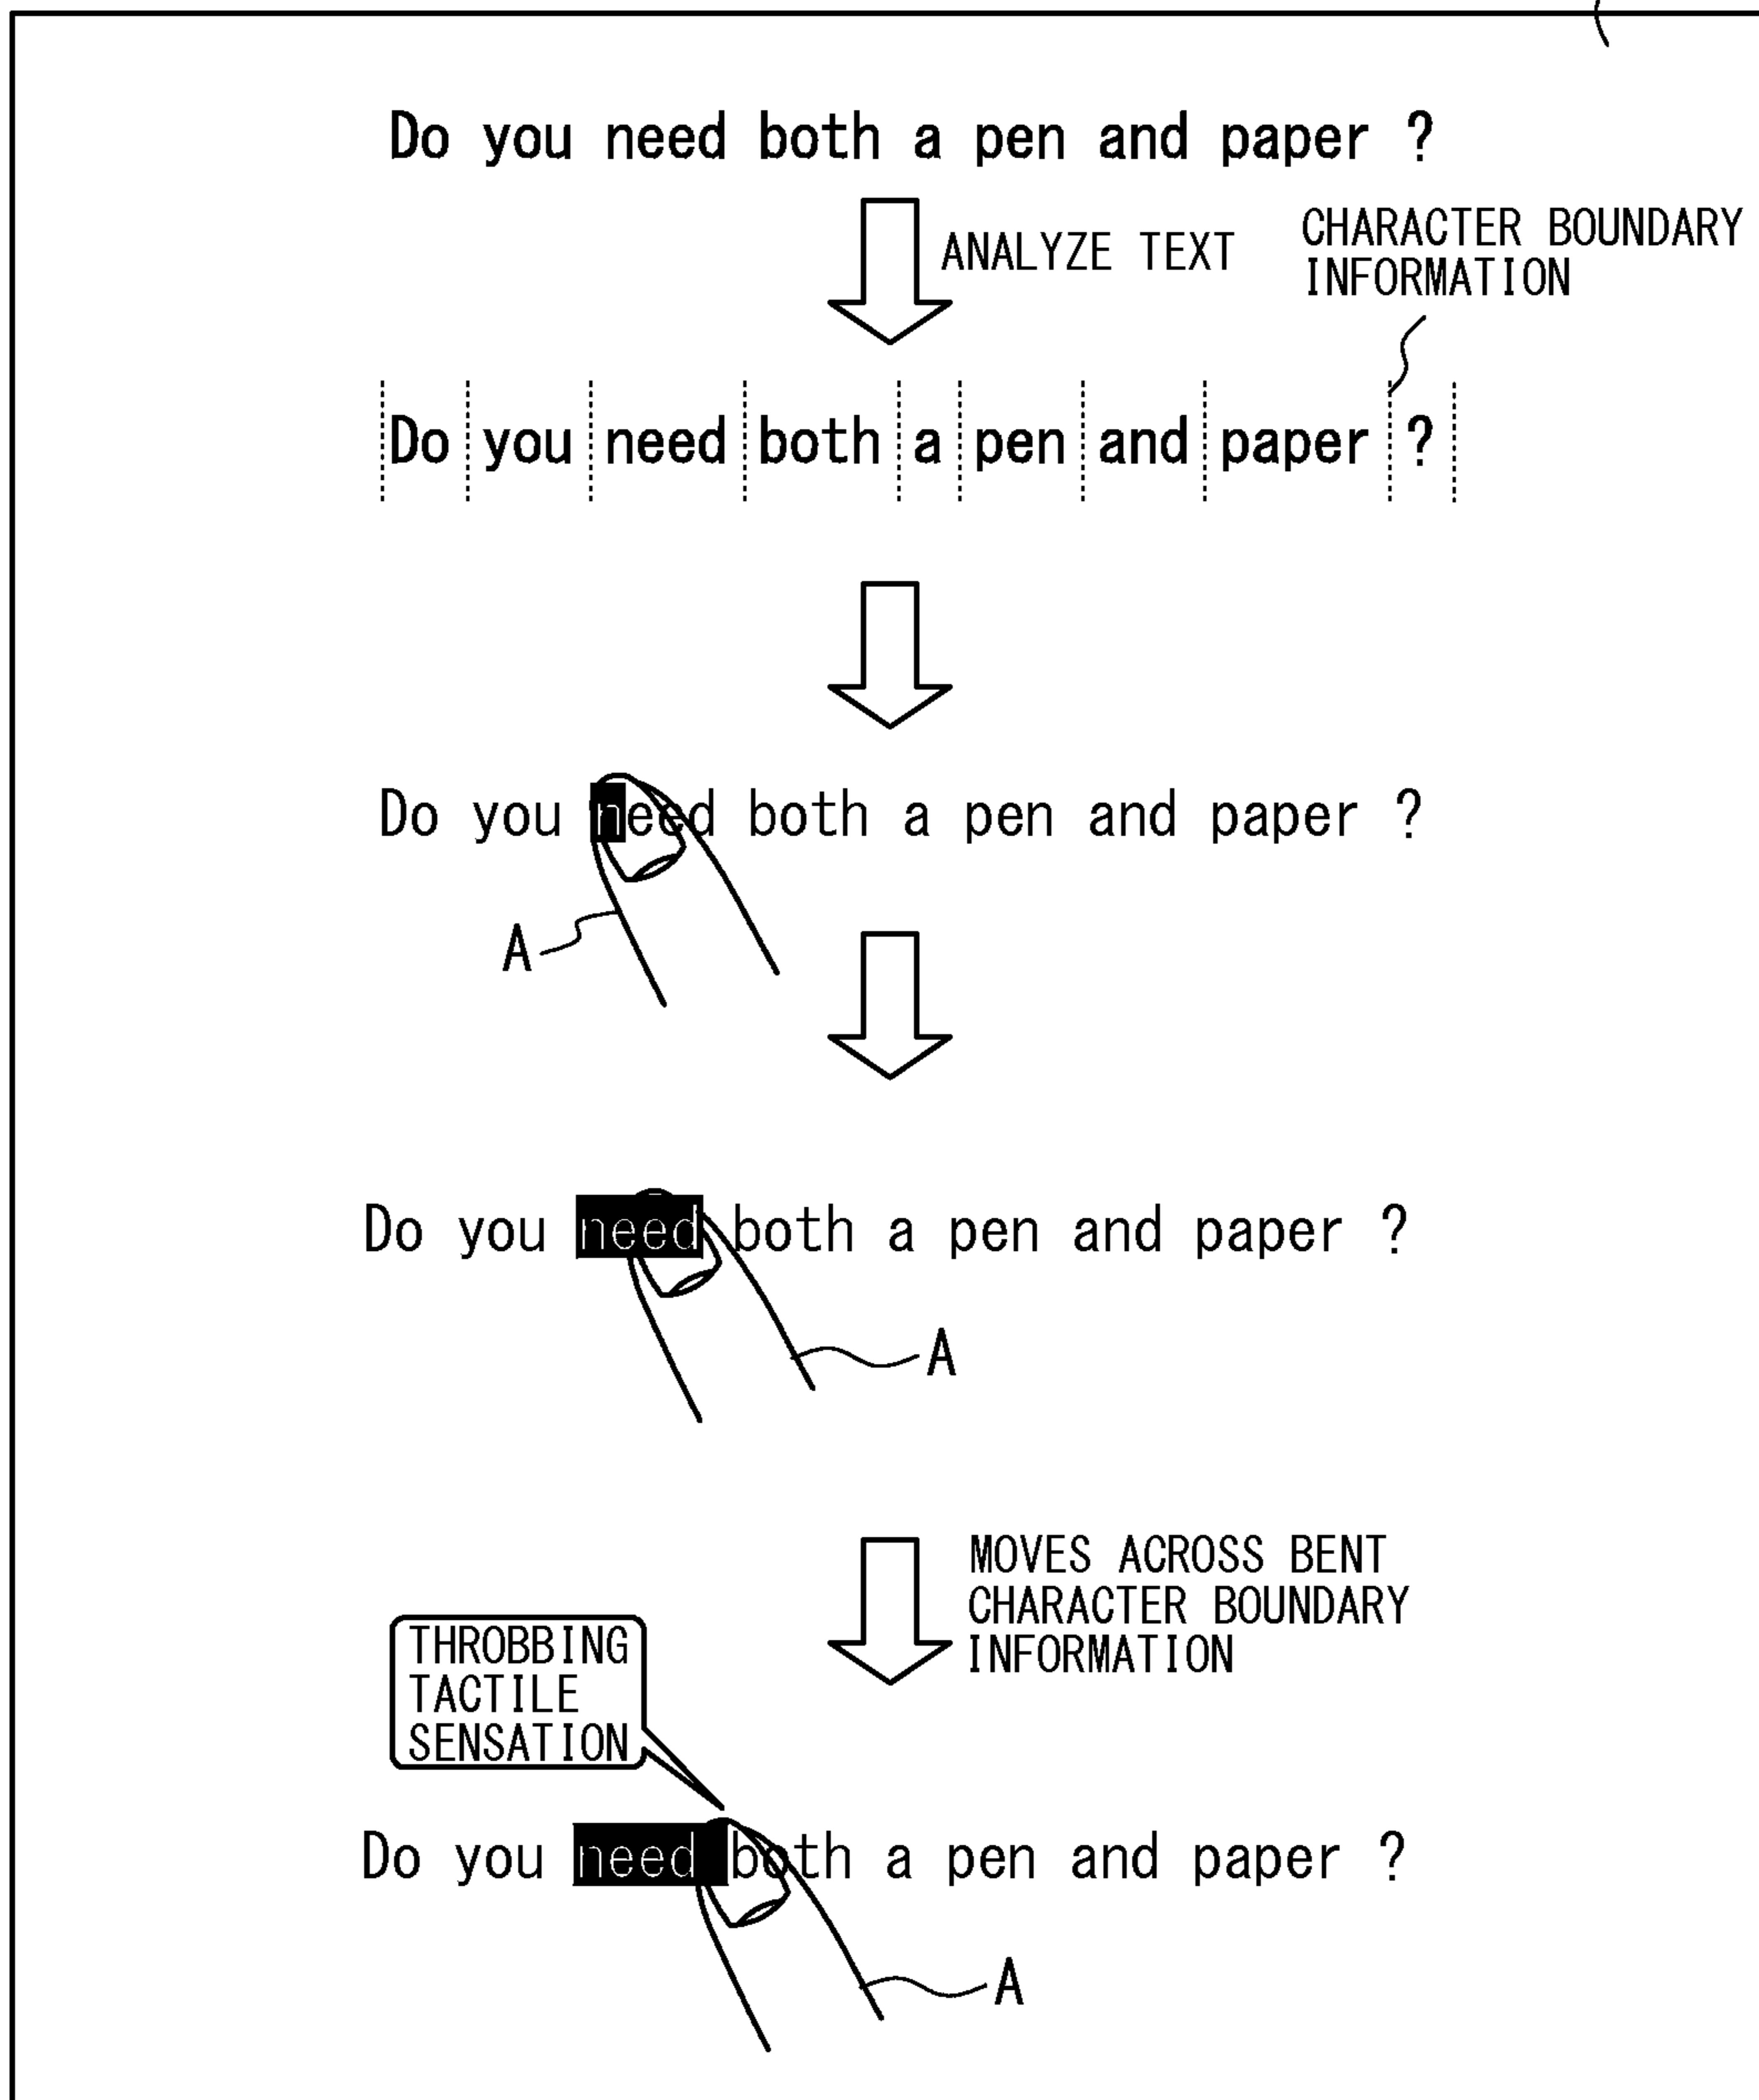 Do you need both a pen and paper ?
ANALYZE TEXT
CHARACTER BOUNDARY
INFORMATION
Do you need both a pen and paper ?
Do you need both a pen and paper ?
A
Do you need both a pen and paper ?
A
MOVES ACROSS BENT
CHARACTER BOUNDARY
INFORMATION
THROBBING
TACTILE
SENSATION
Do you need both a pen and paper ?
A